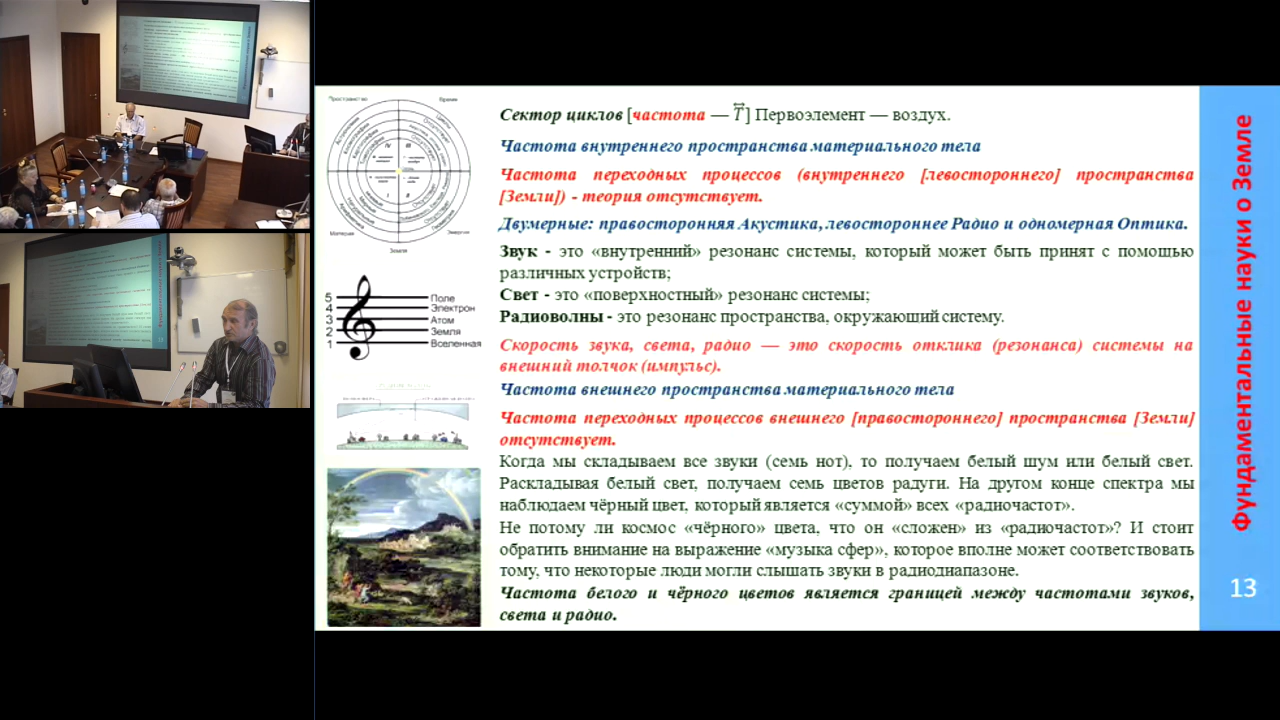 Пространство
Время
Материя
Энергия
Земля
IV
III
I
II
5
Поле
4
Электрон
3
Атом
2
Земля
1
Вселенная
Сектор циклов [частота — T] Первоэлемент — воздух.
Частота внутреннего пространства материального тела
Частота переходных процессов (внутреннего [левостороннего] пространства
[Земли]) - теория отсутствует.
Двумерные: правосторонняя Акустика, левостороннее Радио и одномерная Оптика.
Звук - это «внутренний» резонанс системы, который может быть принят с помощью
различных устройств;
Свет - это «поверхностный» резонанс системы;
Радиоволны - это резонанс пространства, окружающий систему.
Скорость звука, света, радио — это скорость отклика (резонанса) системы на
внешний толчок (импульс).
Частота внешнего пространства материального тела
Частота переходных процессов внешнего [правостороннего] пространства [Земли]
отсутствует.
Когда мы складываем все звуки (семь нот), то получаем белый шум или белый свет.
Раскладывая белый свет, получаем семь цветов радуги. На другом конце спектра мы
наблюдаем чёрный цвет, который является «суммой» всех «радиочастот».
Не потому ли космос «чёрного» цвета, что он «сложен» из «радиочастот»? И стоит
обратить внимание на выражение «музыка сфер», которое вполне может соответствовать
тому, что некоторые люди могли слышать звуки в радиодиапазоне.
Частота белого и чёрного цветов является границей между частотами звуков,
света и радио.
Фундаментальные науки о Земле
13